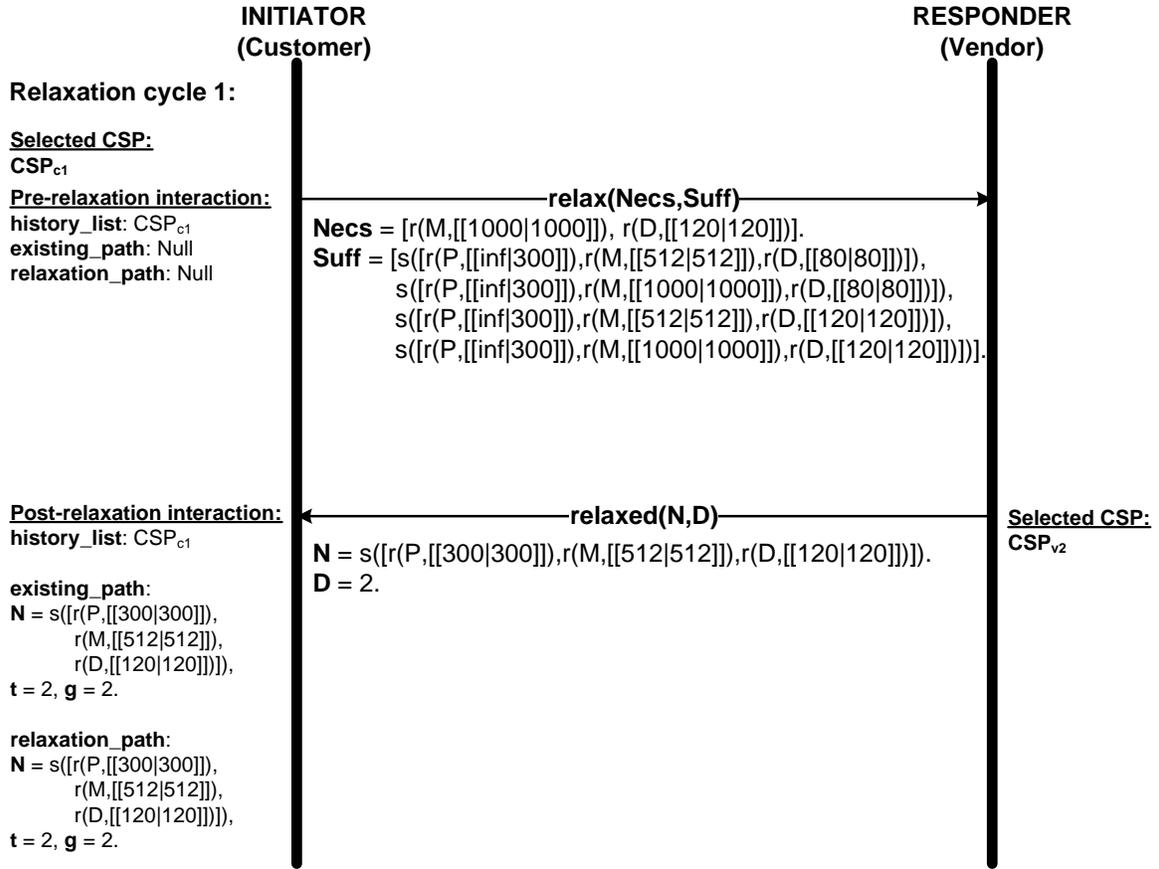 INITIATOR
(Customer)
RESPONDER
(Vendor)
Relaxation cycle 1:
Selected CSP:
CSPc1
Pre-relaxation interaction:
history_list: CSPc1
existing_path: Null
relaxation_path: Null
relax(Necs,Suff)
Necs = [r(M,[[1000|1000]]), r(D,[[120|120]])].
Suff = [s([r(P,[[inf|300]]),r(M,[[512|512]]),r(D,[[80|80]])]),
s([r(P,[[inf|300]]),r(M,[[1000|1000]]),r(D,[[80|80]])]),
s([r(P,[[inf|300]]),r(M,[[512|512]]),r(D,[[120|120]])]),
s([r(P,[[inf|300]]),r(M,[[1000|1000]]),r(D,[[120|120]])])].
Post-relaxation interaction:
history_list: CSPc1
existing_path:
N = s([r(P,[[300|300]]),
r(M,[[512|512]]),
r(D,[[120|120]])]),
t = 2, g = 2.
relaxation_path:
N = s([r(P,[[300|300]]),
r(M,[[512|512]]),
r(D,[[120|120]])]),
t = 2, g = 2.
relaxed(N,D)
N = s([r(P,[[300|300]]),r(M,[[512|512]]),r(D,[[120|120]])]).
D = 2.
Selected CSP:
CSPv2